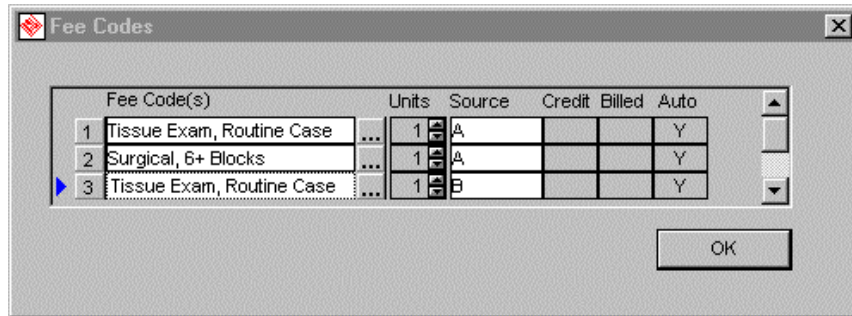 Fee Codes
Fee Code(s) Units Source Credit Billed Auto
1 Tissue Exam, Routine Case ... 1 A Y
2 Surgical, 6+ Blocks ... 1 A Y
3 Tissue Exam, Routine Case ... 1 B Y
OK